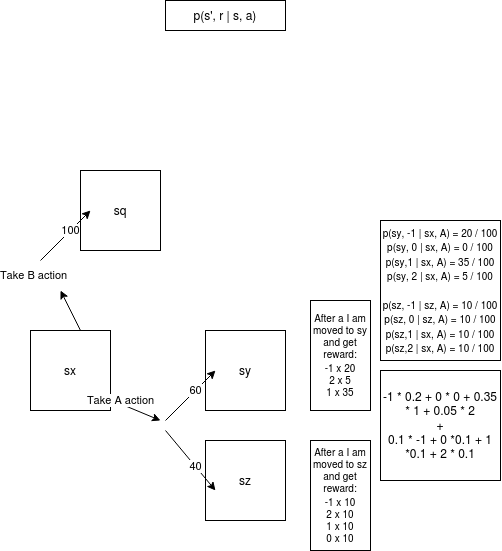 p(s', r | s, a)
sq
100
Take B action
sx
Take A action
60
sy
40
sz
After a I am
moved to sy
and get
reward:
-1 x 20
2 x 5
1 x 35
After a I am
moved to sz
and get
reward:
-1 x 10
2 x 10
1 x 10
0 x 10
p(sy, -1 | sx, A) = 20 / 100
p(sy, 0 | sx, A) = 0 / 100
p(sy,1 | sx, A) = 35 / 100
p(sy, 2 | sx, A) = 5 / 100
p(sz, -1 | sz, A) = 10 / 100
p(sz, 0 | sz, A) = 10 / 100
p(sz,1 | sx, A) = 10 / 100
p(sz,2 | sx, A) = 10 / 100
-1 * 0.2 + 0 * 0 + 0.35
* 1 + 0.05 * 2
+
0.1 * -1 + 0 *0.1 + 1
*0.1 + 2 * 0.1